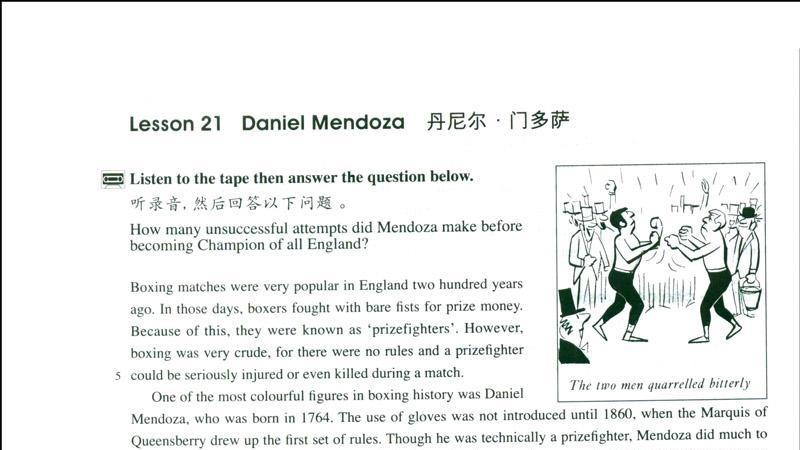 Lesson 21 Daniel Mendoza 丹尼尔·门多萨
Listen to the tape then answer the question below.
听录音，然后回答以下问题。
How many unsuccessful attempts did Mendoza make before
becoming Champion of all England?
Boxing matches were very popular in England two hundred years
ago. In those days, boxers fought with bare fists for prize money.
Because of this, they were known as ‘prizefighters’. However,
boxing was very crude, for there were no rules and a prizefighter
5 could be seriously injured or even killed during a match.
The two men quarrelled bitterly
One of the most colourful figures in boxing history was Daniel
Mendoza, who was born in 1764. The use of gloves was not introduced until 1860, when the Marquis of
Queensberry drew up the first set of rules. Though he was technically a prizefighter, Mendoza did much to